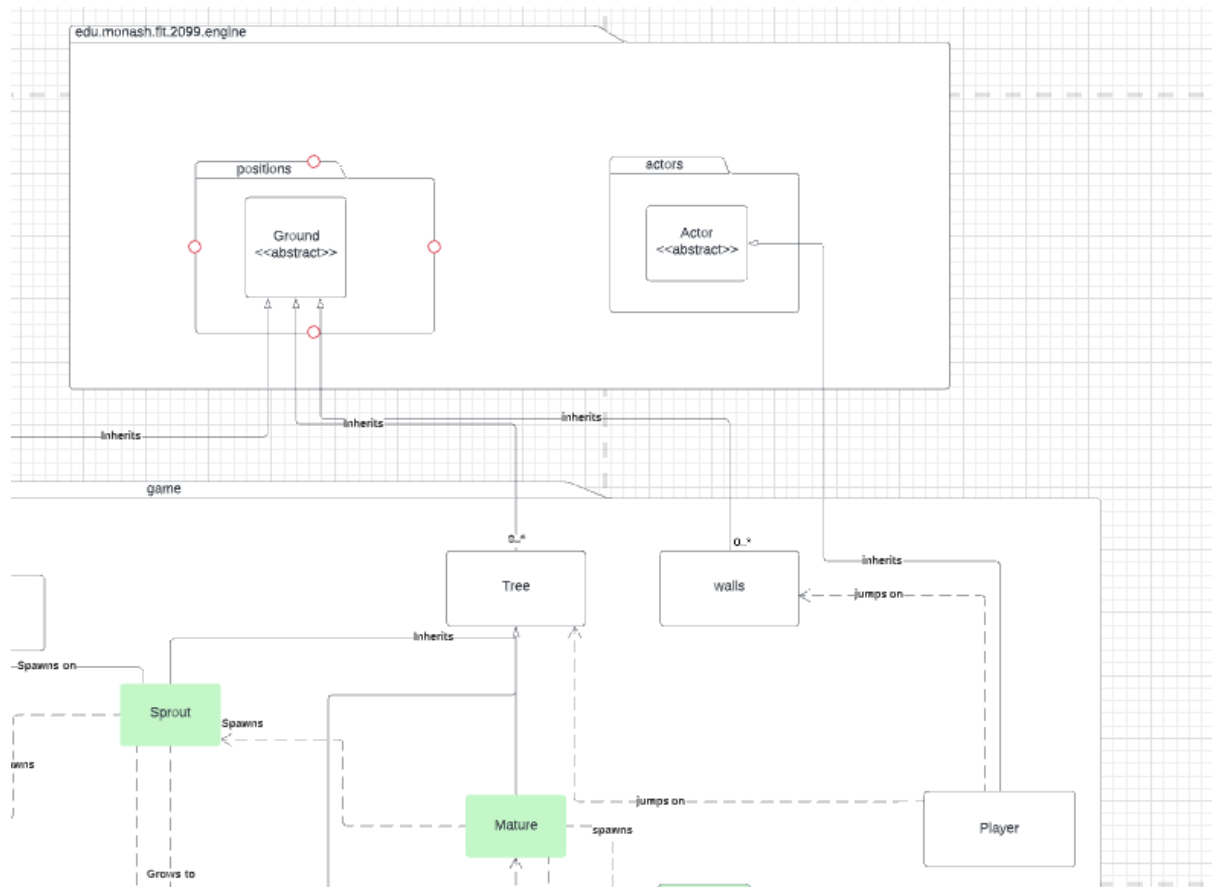 edu.monash.fit.2099.engine
positions
actors
Ground
<<abstract>>
Actor
<<abstract>>
Inherits
Inherits
inherits
game
0..*
0..*
inherits
Tree
walls
jumps on
Inherits
Spawns on
Sprout
Spawns
awns
jumps on
Mature
spawns
Player
Grows to